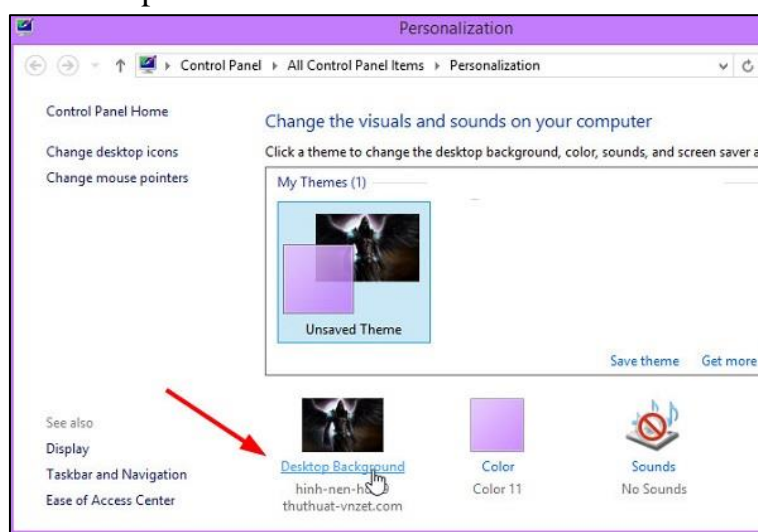 Personalization
Control Panel All Control Panel Items Personalization
Control Panel Home
Change desktop icons
Change mouse pointers
Change the visuals and sounds on your computer
Click a theme to change the desktop background, color, sounds, and screen saver a
My Themes (1)
Unsaved Theme
Save theme Get more
See also
Display
Taskbar and Navigation
Ease of Access Center
Desktop Background
thuthuat-vnzet.com
Color
Color 11
Sounds
No Sounds